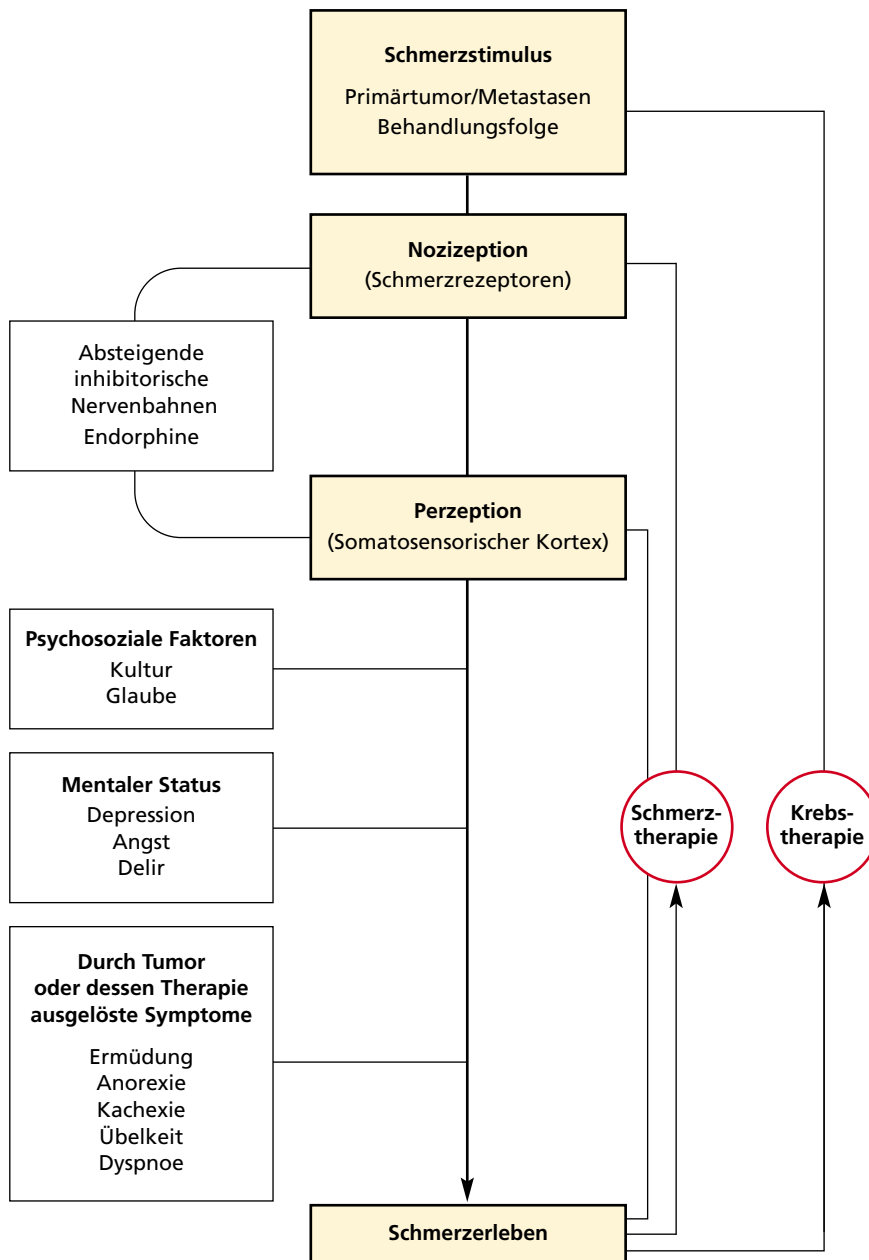 Schmerzstimulus
Primärtumor/Metastasen
Behandlungsfolge
Nozizeption
(Schmerzrezeptoren)
Absteigende
inhibitorische
Nervenbahnen
Endorphine
Perzeption
(Somatosensorischer Kortex)
Psychosoziale Faktoren
Kultur
Glaube
Mentaler Status
Depression
Angst
Delir
Schmerz-
therapie
Krebs-
therapie
Durch Tumor
oder dessen Therapie
ausgelöste Symptome
Ermüdung
Anorexie
Kachexie
Übelkeit
Dyspnoe
Schmerzerleben